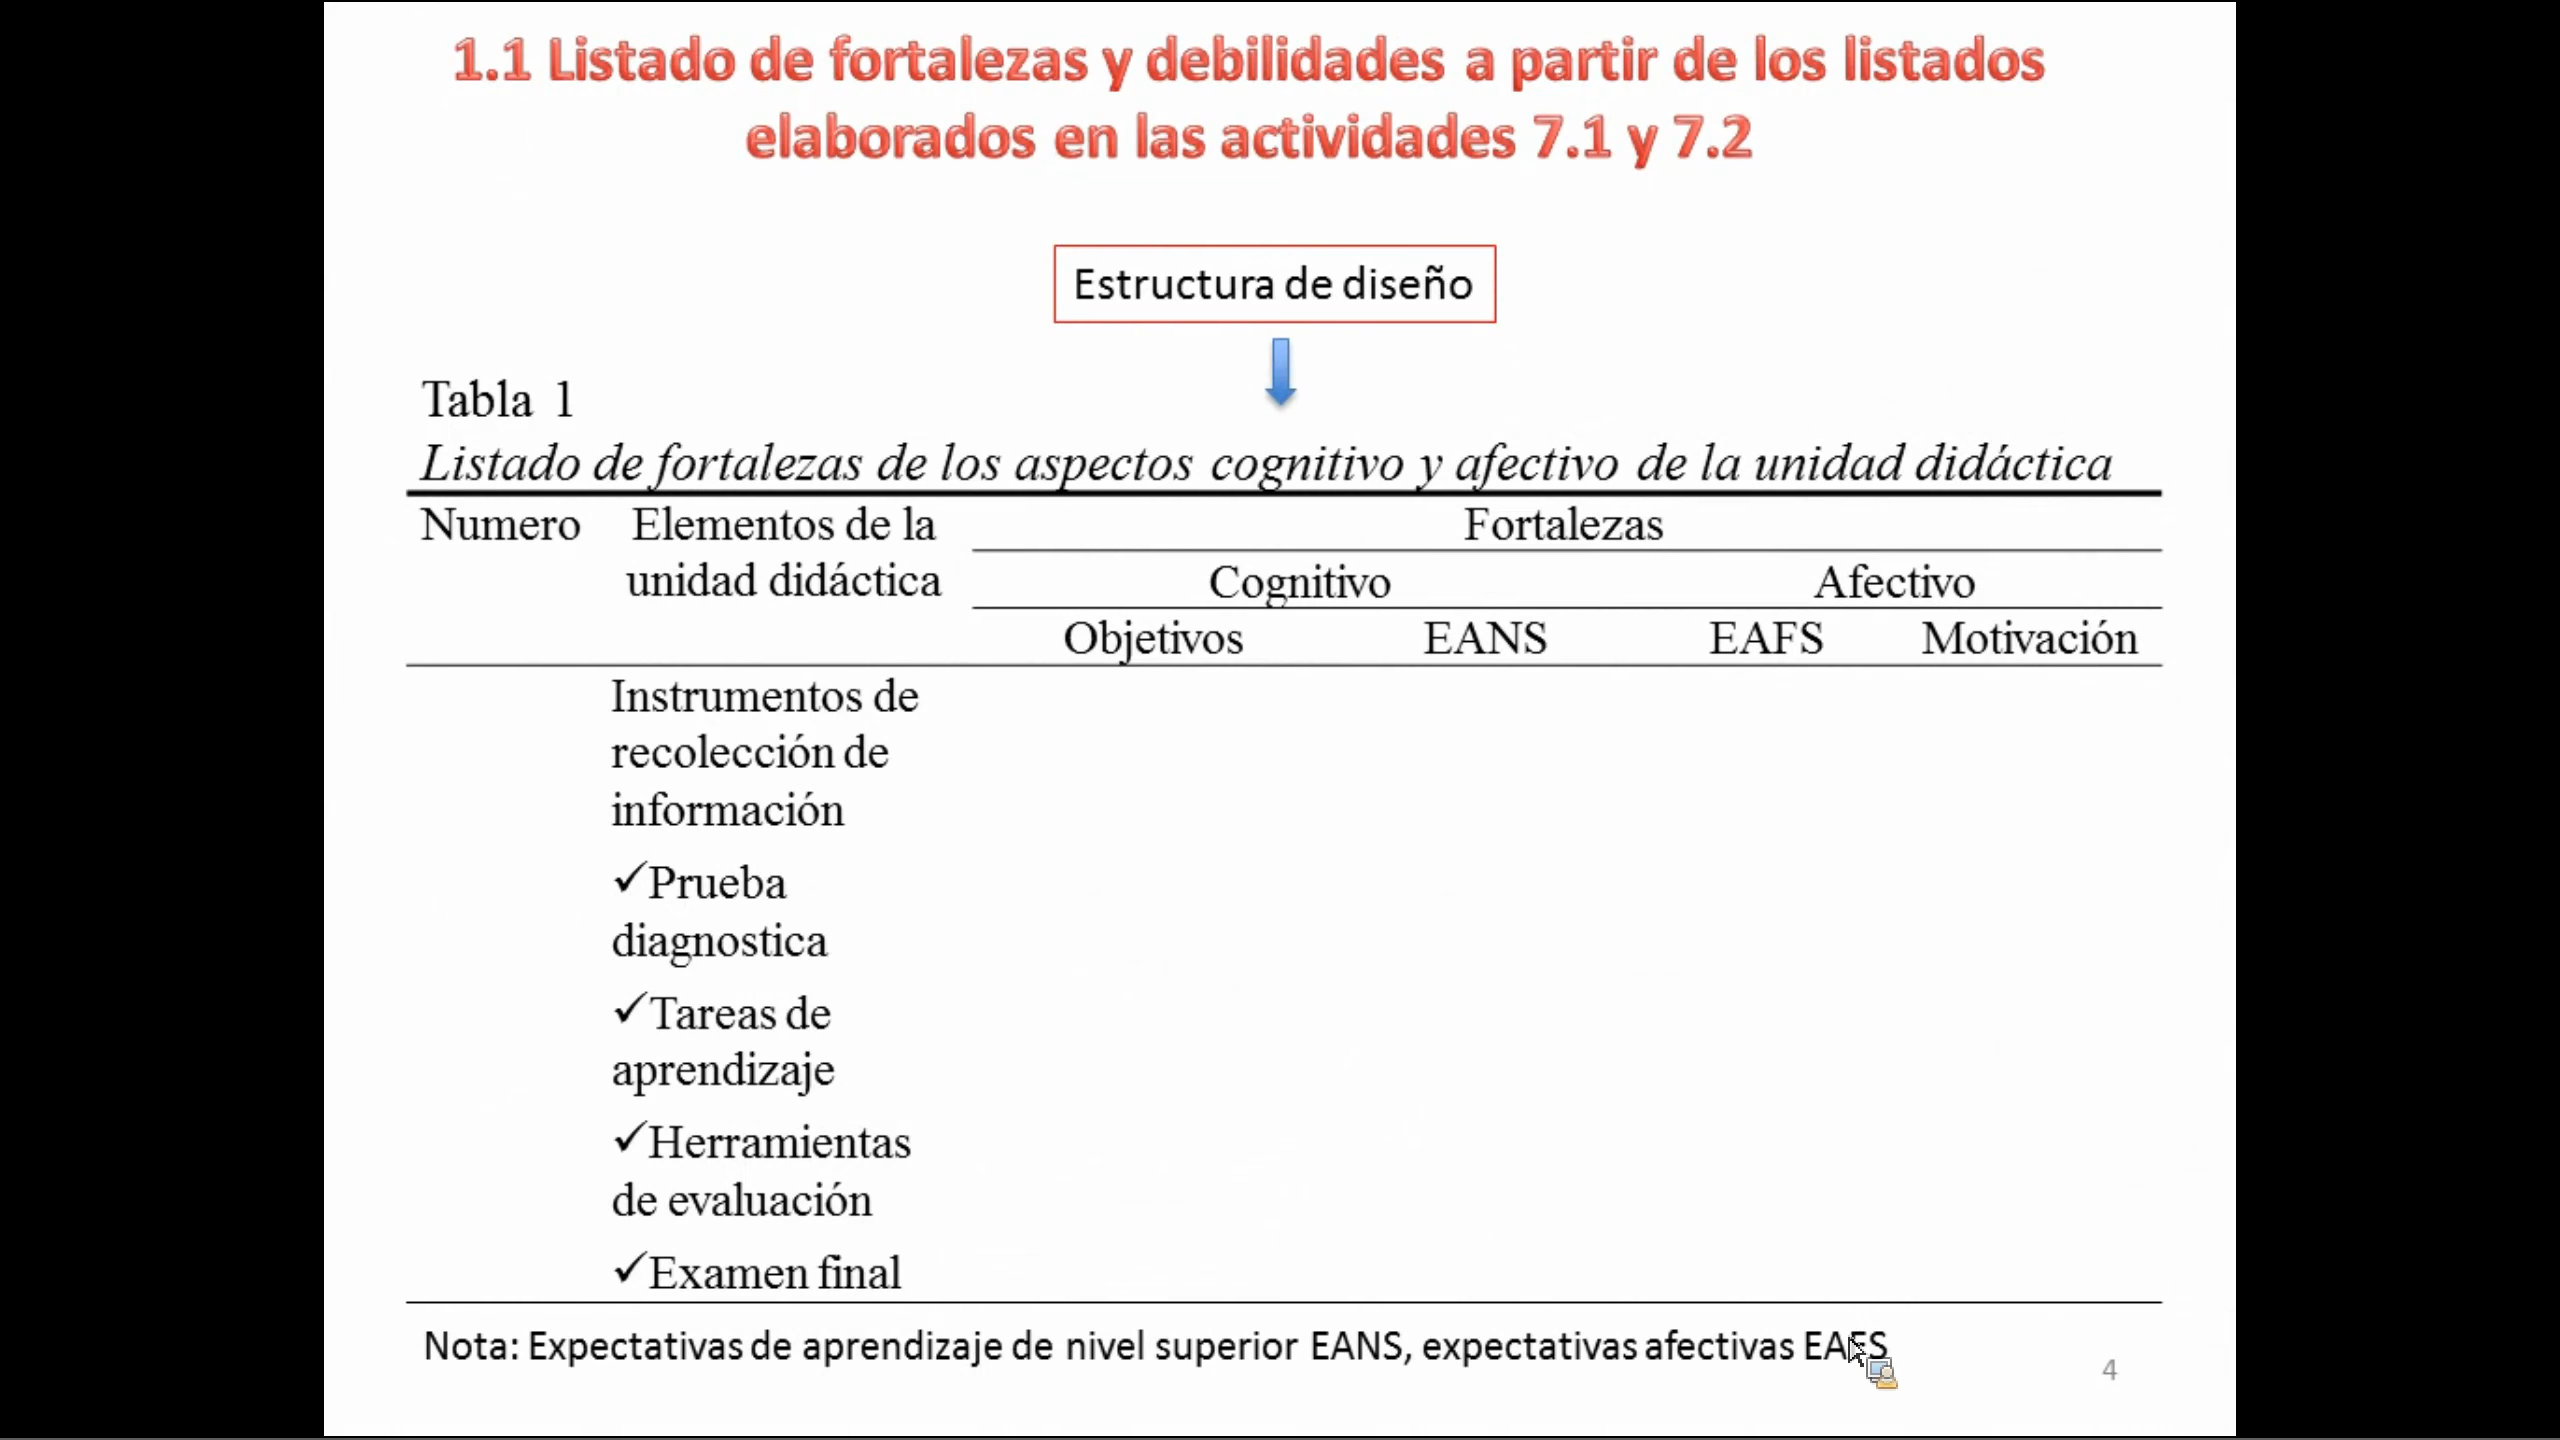 1.1 Listado de fortalezas y debilidades a partir de los listados
elaborados en las actividades 7.1 y 7.2
Estructura de diseño
Tabla 1
Listado de fortalezas de los aspectos cognitivo y afectivo de la unidad didáctica
Numero Elementos de la Fortalezas
unidad didáctica Cognitivo Afectivo
Objetivos EANS EAFS Motivación
Instrumentos de
recolección de
información
✓Prueba
diagnostica
✓Tareas de
aprendizaje
✓Herramientas
de evaluación
✓Examen final
Nota: Expectativas de aprendizaje de nivel superior EANS, expectativas afectivas EAFS
4